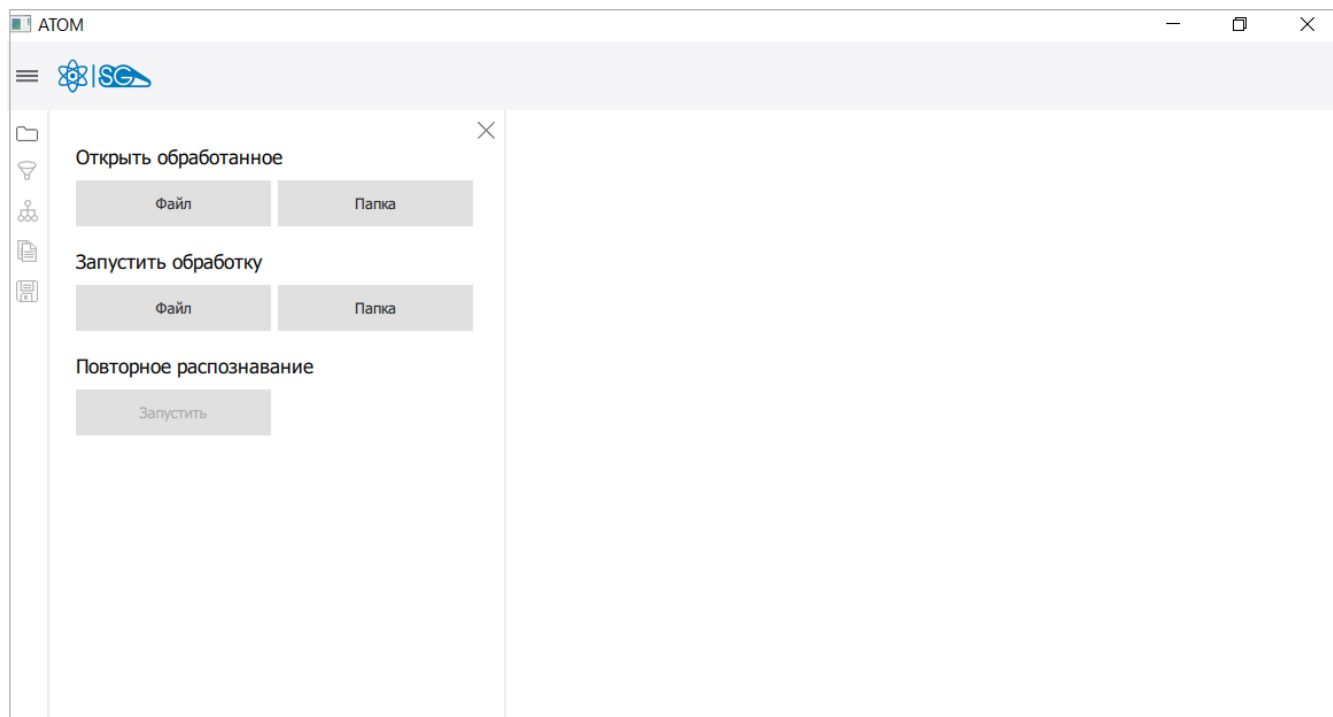 ATOM
SG
Открыть обработанное
Файл Папка
Запустить обработку
Файл Папка
Повторное распознавание
Запустить